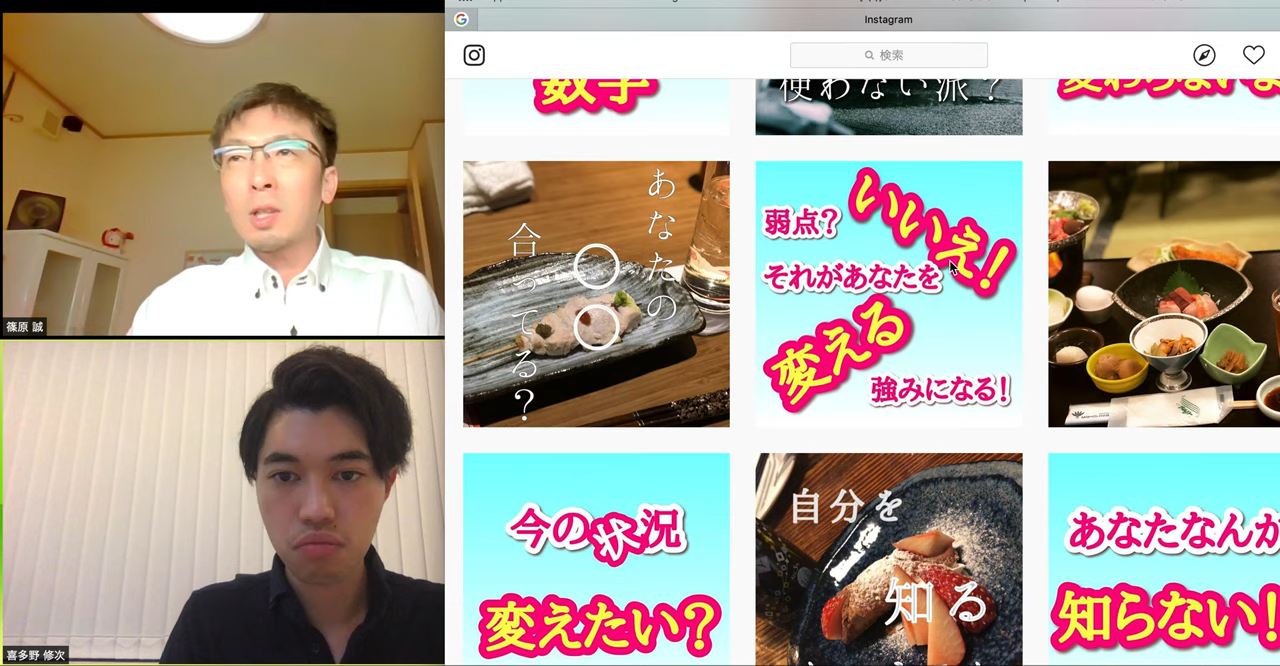 篠原 誠
喜多野 修次
Instagram
検索
数字
使わない派？
あなたの
○○
合ってる？
弱点？
いいえ！
それがあなたを
変える
強みになる！
今の状況
変えたい？
自分を
知る
あなたなんか
知らない！